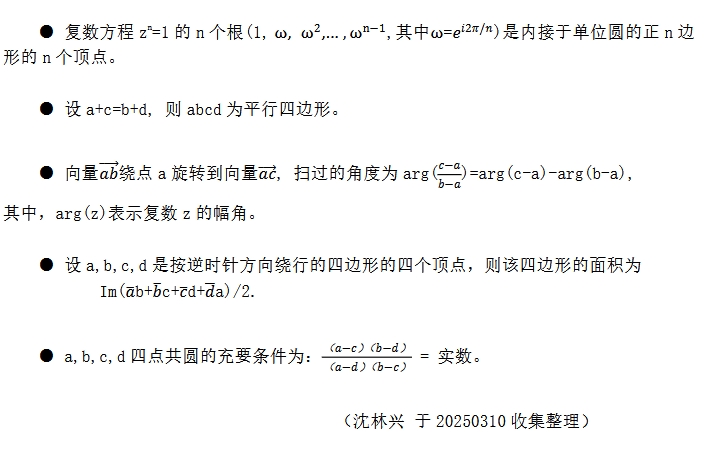 ● 复数方程 zⁿ=1 的 n 个根(1, ω, ω²,...,ωⁿ⁻¹,其中ω=e^{i2π/n})是内接于单位圆的正 n 边
形的 n 个顶点。
● 设 a+c=b+d, 则 abcd 为平行四边形。
● 向量\overrightarrow{ab}绕点 a 旋转到向量\overrightarrow{ac}, 扫过的角度为 arg(\frac{c-a}{b-a})=arg(c-a)-arg(b-a),
其中，arg(z)表示复数 z 的幅角。
● 设 a,b,c,d 是按逆时针方向绕行的四边形的四个顶点，则该四边形的面积为
Im(\bar{a}b+\bar{b}c+\bar{c}d+\bar{d}a)/2.
● a,b,c,d 四点共圆的充要条件为：\frac{(a-c)(b-d)}{(a-d)(b-c)} = 实数。
（沈林兴 于 20250310 收集整理）